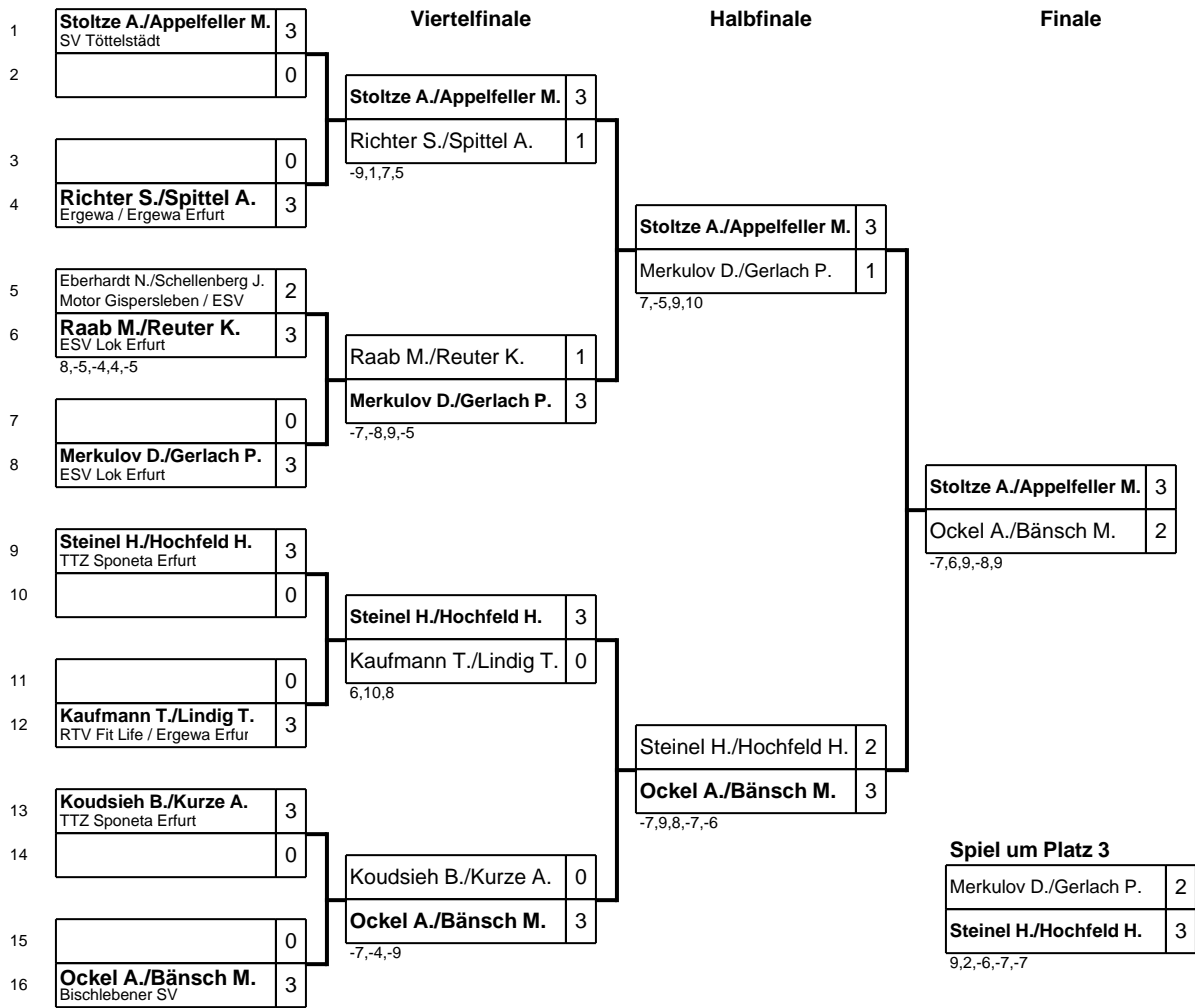 Viertelfinale
Halbfinale
Finale
1
Stoltze A./Appelfeller M.
3
SV Töttelstädt
2
0
3
0
4
Richter S./Spittel A.
3
Ergewa / Ergewa Erfurt
5
Eberhardt N./Schellenberg J.
2
Motor Gispersleben / ESV
6
Raab M./Reuter K.
3
ESV Lok Erfurt
8,-5,-4,4,-5
7
0
8
Merkulov D./Gerlach P.
3
ESV Lok Erfurt
9
Steinel H./Hochfeld H.
3
TTZ Sponeta Erfurt
10
0
11
0
12
Kaufmann T./Lindig T.
3
RTV Fit Life / Ergewa Erfur
13
Koudsieh B./Kurze A.
3
TTZ Sponeta Erfurt
14
0
15
0
16
Ockel A./Bänsch M.
3
Bischlebener SV
Stoltze A./Appelfeller M.
3
Richter S./Spittel A.
1
-9,1,7,5
Raab M./Reuter K.
1
Merkulov D./Gerlach P.
3
-7,-8,9,-5
Steinel H./Hochfeld H.
3
Kaufmann T./Lindig T.
0
6,10,8
Koudsieh B./Kurze A.
0
Ockel A./Bänsch M.
3
-7,-4,-9
Stoltze A./Appelfeller M.
3
Merkulov D./Gerlach P.
1
7,-5,9,10
Steinel H./Hochfeld H.
2
Ockel A./Bänsch M.
3
-7,9,8,-7,-6
Stoltze A./Appelfeller M.
3
Ockel A./Bänsch M.
2
-7,6,9,-8,9
Spiel um Platz 3
Merkulov D./Gerlach P.
2
Steinel H./Hochfeld H.
3
9,2,-6,-7,-7